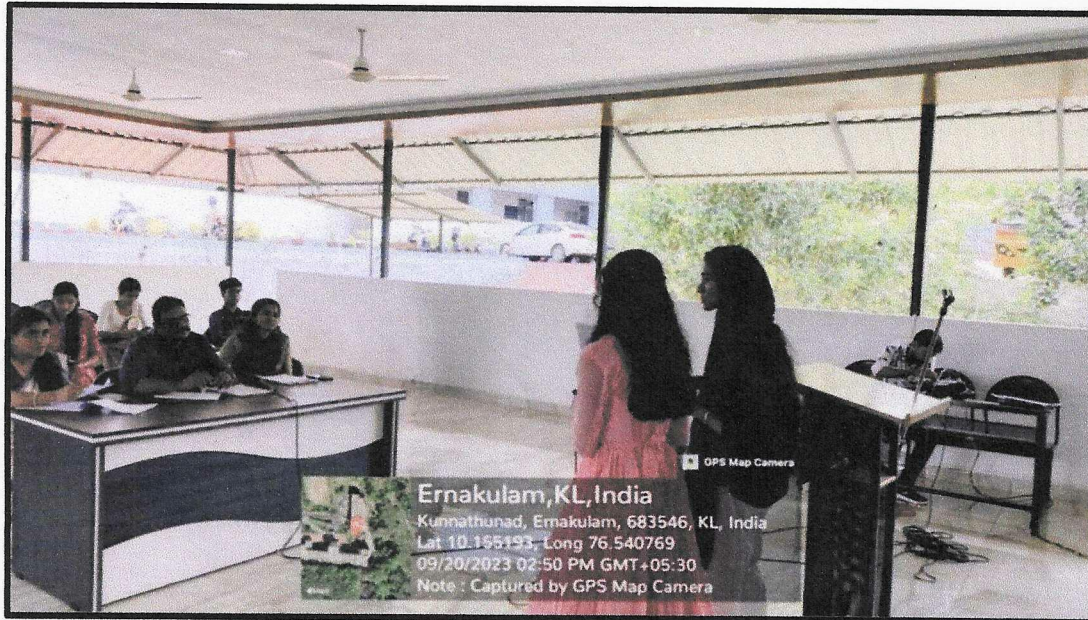 GPS Map Camera
Ernakulam,KL,India
Kunnathunad, Ernakulam, 683546, KL, India
Lat 10.155193, Long 76.540769
09/20/2023 02:50 PM GMT+05:30
Note : Captured by GPS Map Camera